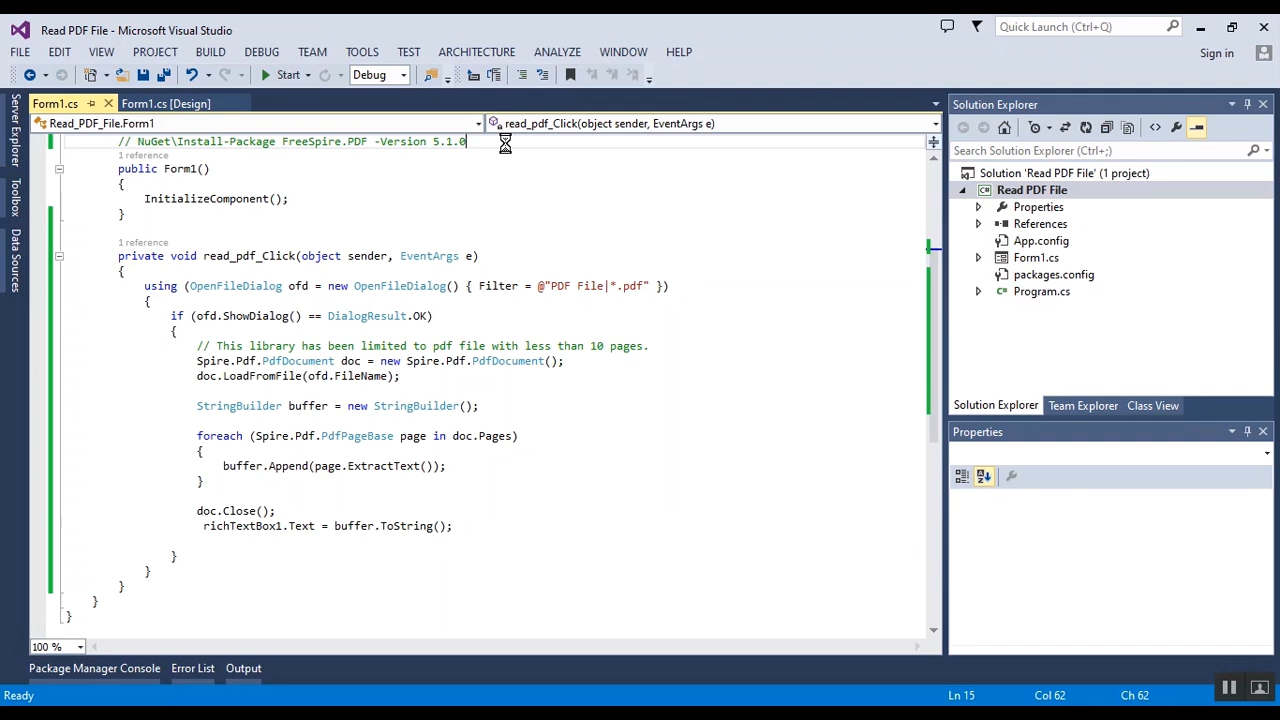 Read PDF File - Microsoft Visual Studio
Quick Launch (Ctrl+Q)
FILE EDIT VIEW PROJECT BUILD DEBUG TEAM TOOLS TEST ARCHITECTURE ANALYZE WINDOW HELP
Sign in
Start Debug
Server Explorer
Toolbox
Data Sources
Form1.cs Form1.cs [Design]
Read_PDF_File.Form1
read_pdf_Click(object sender, EventArgs e)
// NuGet\Install-Package FreeSpire.PDF -Version 5.1.0
1 reference
public Form1()
{
InitializeComponent();
}
1 reference
private void read_pdf_Click(object sender, EventArgs e)
{
using (OpenFileDialog ofd = new OpenFileDialog() { Filter = @"PDF File|*.pdf" })
{
if (ofd.ShowDialog() == DialogResult.OK)
{
// This library has been limited to pdf file with less than 10 pages.
Spire.Pdf.PdfDocument doc = new Spire.Pdf.PdfDocument();
doc.LoadFromFile(ofd.FileName);
StringBuilder buffer = new StringBuilder();
foreach (Spire.Pdf.PdfPageBase page in doc.Pages)
{
buffer.Append(page.ExtractText());
}
doc.Close();
richTextBox1.Text = buffer.ToString();
}
}
}
}
}
100 %
Solution Explorer
Search Solution Explorer (Ctrl+;)
Solution 'Read PDF File' (1 project)
Read PDF File
Properties
References
App.config
Form1.cs
packages.config
Program.cs
Solution Explorer Team Explorer Class View
Properties
Package Manager Console Error List Output
Ready
Ln 15 Col 62 Ch 62